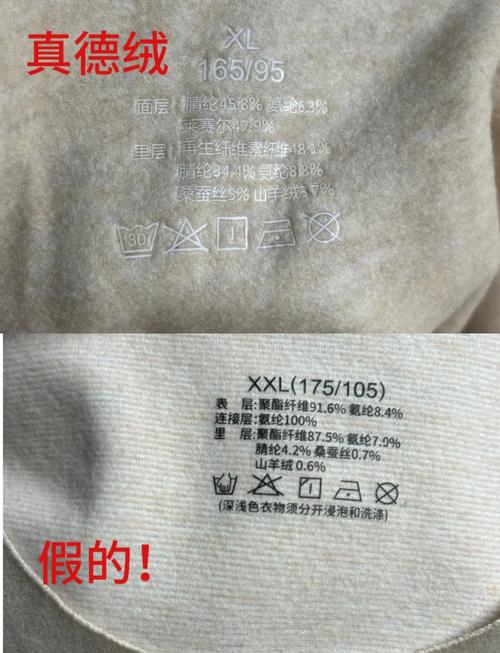 真德绒
XL
165/95
面层: 腈纶45.8% 氨纶6.3%
莱赛尔47.9%
里层: 再生纤维素纤维48.1%
腈纶34.4% 氨纶8.8%
桑蚕丝5% 山羊绒3.7%
30
XXL(175/105)
表 层:聚酯纤维91.6% 氨纶8.4%
连接层:氨纶100%
里 层:聚酯纤维87.5% 氨纶7.0%
腈纶4.2% 桑蚕丝0.7%
山羊绒 0.6%
(深浅色衣物须分开浸泡和洗涤)
假的!